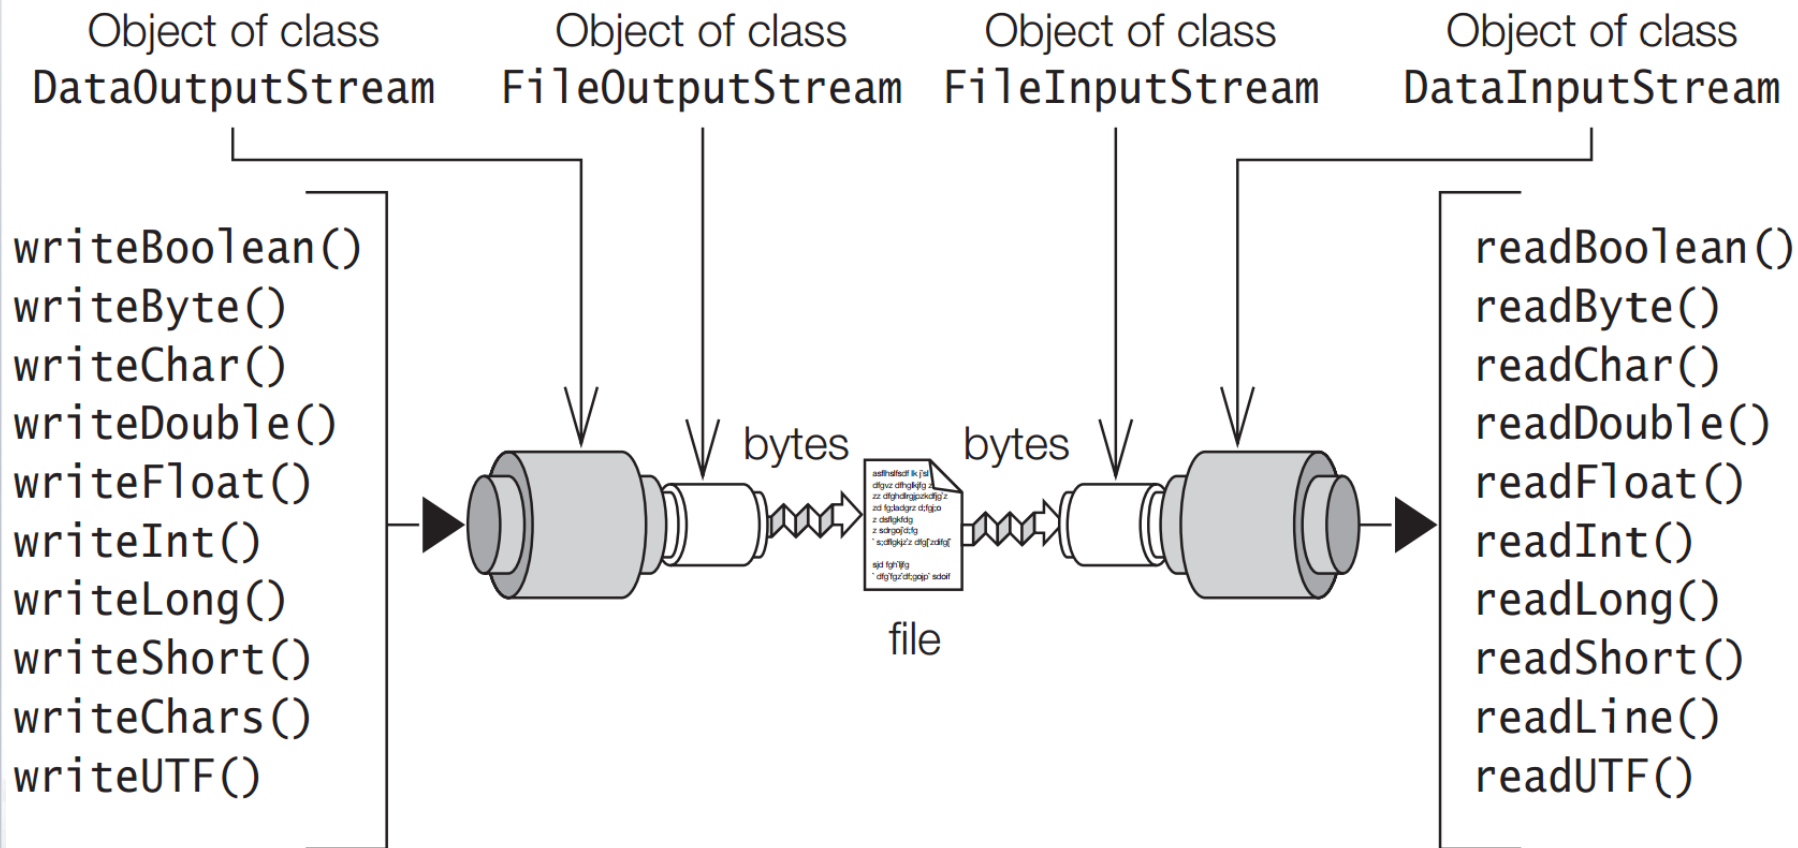 Object of class
DataOutputStream
Object of class
FileOutputStream
Object of class
FileInputStream
Object of class
DataInputStream
writeBoolean()
writeByte()
writeChar()
writeDouble()
writeFloat()
writeInt()
writeLong()
writeShort()
writeChars()
writeUTF()
bytes
file
bytes
readBoolean()
readByte()
readChar()
readDouble()
readFloat()
readInt()
readLong()
readShort()
readLine()
readUTF()